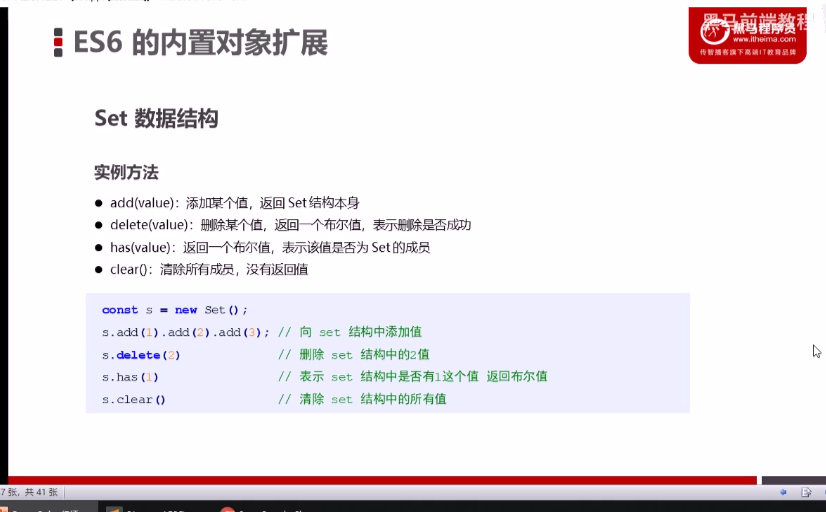 黑马前端教程
黑马程序员
www.itheima.com
传智播客旗下高端IT教育品牌
ES6 的内置对象扩展
Set 数据结构
实例方法
● add(value)：添加某个值，返回 Set 结构本身
● delete(value)：删除某个值，返回一个布尔值，表示删除是否成功
● has(value)：返回一个布尔值，表示该值是否为 Set 的成员
● clear()：清除所有成员，没有返回值
const s = new Set();
s.add(1).add(2).add(3); // 向 set 结构中添加值
s.delete(2) // 删除 set 结构中的2值
s.has(1) // 表示 set 结构中是否有1这个值 返回布尔值
s.clear() // 清除 set 结构中的所有值
7 张，共 41 张